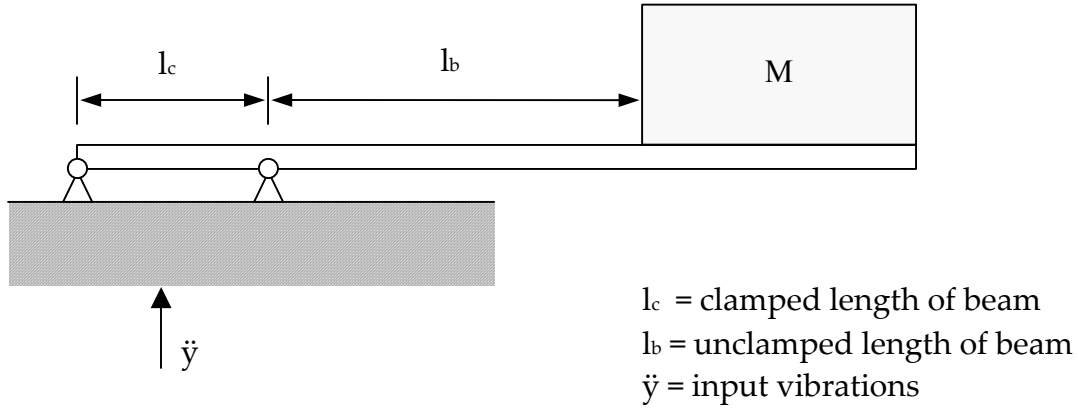 lc
lb
M
ÿ
lc = clamped length of beam
lb = unclamped length of beam
ÿ = input vibrations